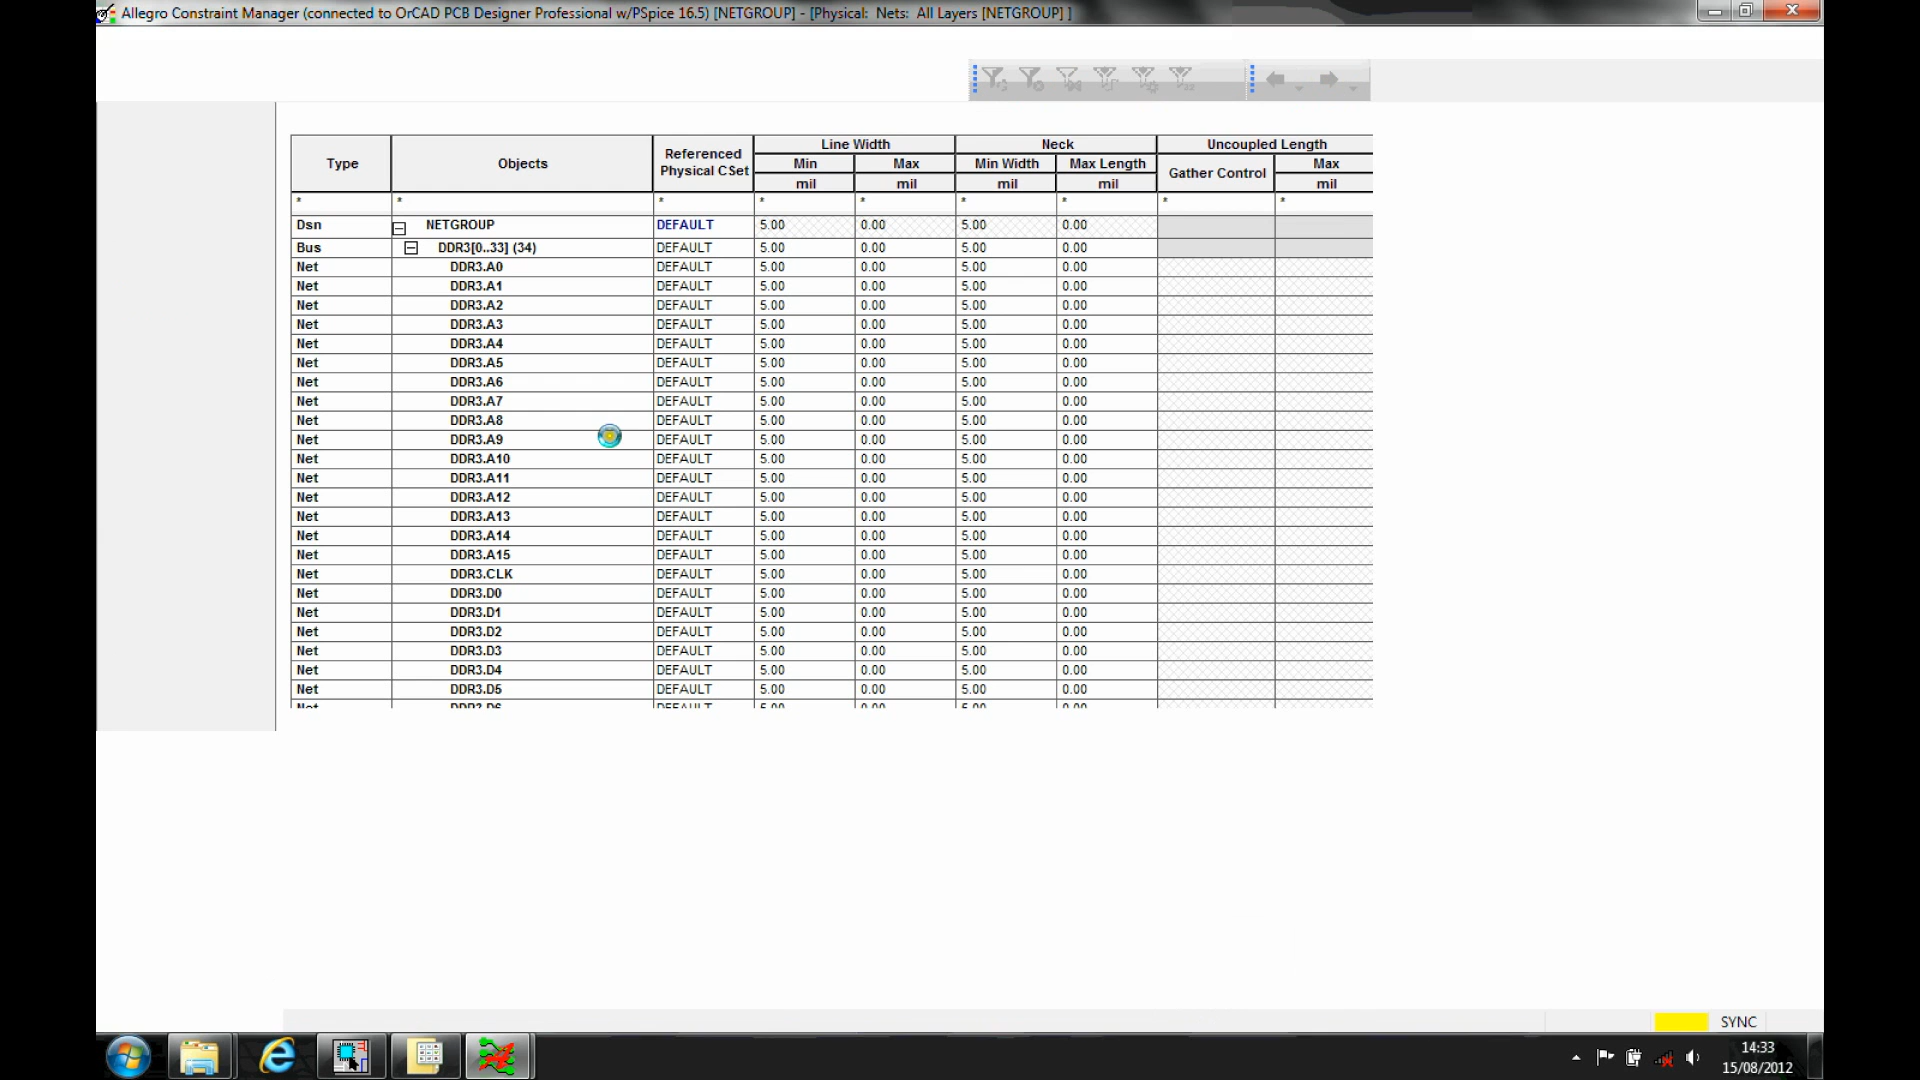 Allegro Constraint Manager (connected to OrCAD PCB Designer Professional w/PSpice 16.5) [NETGROUP] - [Physical: Nets: All Layers [NETGROUP] ]
Type Objects Referenced Physical CSet Line Width Neck Uncoupled Length
Min Max Min Width Max Length Gather Control Max
mil mil mil mil mil
* * * * * * * * *
Dsn NETGROUP DEFAULT 5.00 0.00 5.00 0.00
Bus DDR3[0..33] (34) DEFAULT 5.00 0.00 5.00 0.00
Net DDR3.A0 DEFAULT 5.00 0.00 5.00 0.00
Net DDR3.A1 DEFAULT 5.00 0.00 5.00 0.00
Net DDR3.A2 DEFAULT 5.00 0.00 5.00 0.00
Net DDR3.A3 DEFAULT 5.00 0.00 5.00 0.00
Net DDR3.A4 DEFAULT 5.00 0.00 5.00 0.00
Net DDR3.A5 DEFAULT 5.00 0.00 5.00 0.00
Net DDR3.A6 DEFAULT 5.00 0.00 5.00 0.00
Net DDR3.A7 DEFAULT 5.00 0.00 5.00 0.00
Net DDR3.A8 DEFAULT 5.00 0.00 5.00 0.00
Net DDR3.A9 DEFAULT 5.00 0.00 5.00 0.00
Net DDR3.A10 DEFAULT 5.00 0.00 5.00 0.00
Net DDR3.A11 DEFAULT 5.00 0.00 5.00 0.00
Net DDR3.A12 DEFAULT 5.00 0.00 5.00 0.00
Net DDR3.A13 DEFAULT 5.00 0.00 5.00 0.00
Net DDR3.A14 DEFAULT 5.00 0.00 5.00 0.00
Net DDR3.A15 DEFAULT 5.00 0.00 5.00 0.00
Net DDR3.CLK DEFAULT 5.00 0.00 5.00 0.00
Net DDR3.D0 DEFAULT 5.00 0.00 5.00 0.00
Net DDR3.D1 DEFAULT 5.00 0.00 5.00 0.00
Net DDR3.D2 DEFAULT 5.00 0.00 5.00 0.00
Net DDR3.D3 DEFAULT 5.00 0.00 5.00 0.00
Net DDR3.D4 DEFAULT 5.00 0.00 5.00 0.00
Net DDR3.D5 DEFAULT 5.00 0.00 5.00 0.00
Net DDR3.D6 DEFAULT 5.00 0.00 5.00 0.00
SYNC
14:33
15/08/2012